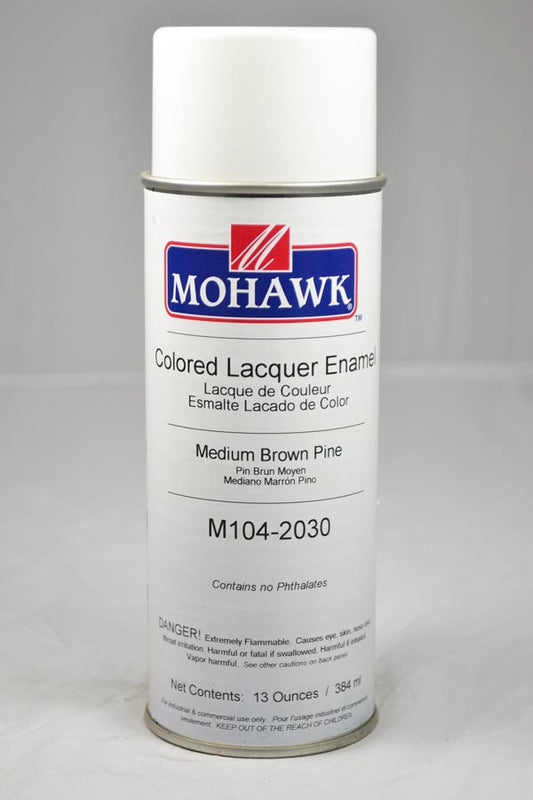 M
MOHAWK®
TM
Colored Lacquer Enamel
Lacque de Couleur
Esmalte Lacado de Color
Medium Brown Pine
Pin Brun Moyen
Mediano Marrón Pino
M104-2030
Contains no Phthalates
DANGER! Extremely Flammable. Causes eye, skin, nose and
throat irritation. Harmful or fatal if swallowed. Harmful if inhaled.
Vapor harmful. See other cautions on back panel
Net Contents: 13 Ounces / 384 ml
For industrial & commercial use only. Pour l'usage industriel et commercial
seulement. KEEP OUT OF THE REACH OF CHILDREN.